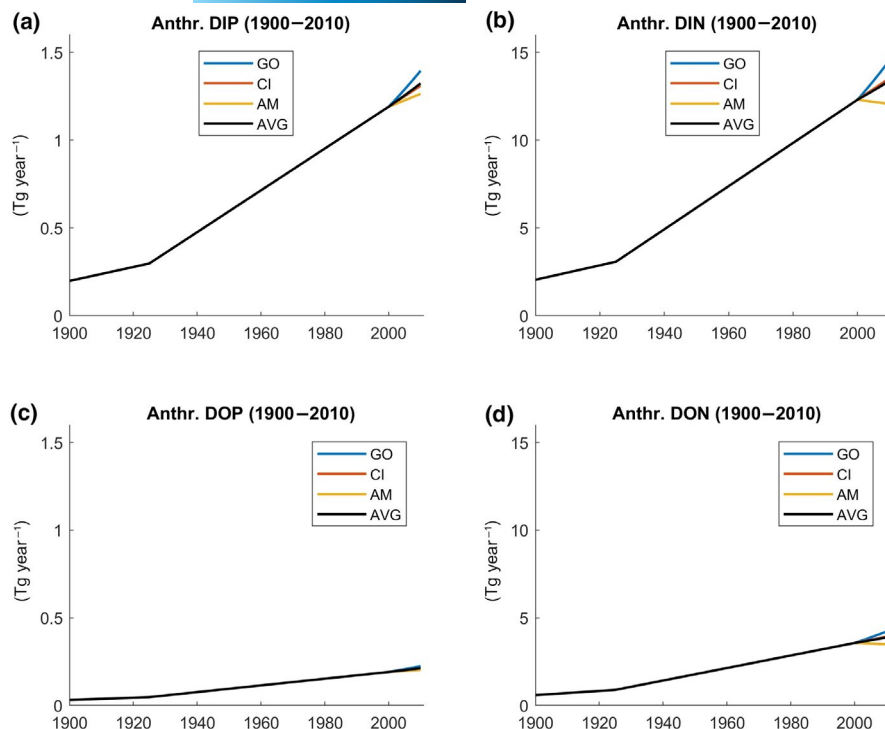 (a)
Anthr. DIP (1900−2010)
1.5
1
0.5
0
(Tg year⁻¹)
GO
CI
AM
AVG
1900 1920 1940 1960 1980 2000
(b)
Anthr. DIN (1900−2010)
15
10
5
0
(Tg year⁻¹)
GO
CI
AM
AVG
1900 1920 1940 1960 1980 2000
(c)
Anthr. DOP (1900−2010)
1.5
1
0.5
0
(Tg year⁻¹)
GO
CI
AM
AVG
1900 1920 1940 1960 1980 2000
(d)
Anthr. DON (1900−2010)
15
10
5
0
(Tg year⁻¹)
GO
CI
AM
AVG
1900 1920 1940 1960 1980 2000